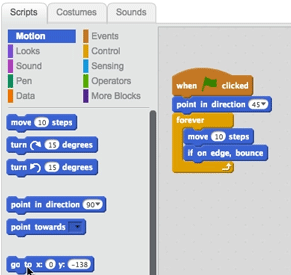 Scripts Costumes Sounds
Motion Events
Looks Control
Sound Sensing
Pen Operators
Data More Blocks
move 10 steps
turn 15 degrees
turn 15 degrees
point in direction 90
point towards
go to x: 0 y: -138
when clicked
point in direction 45
forever
move 10 steps
if on edge, bounce